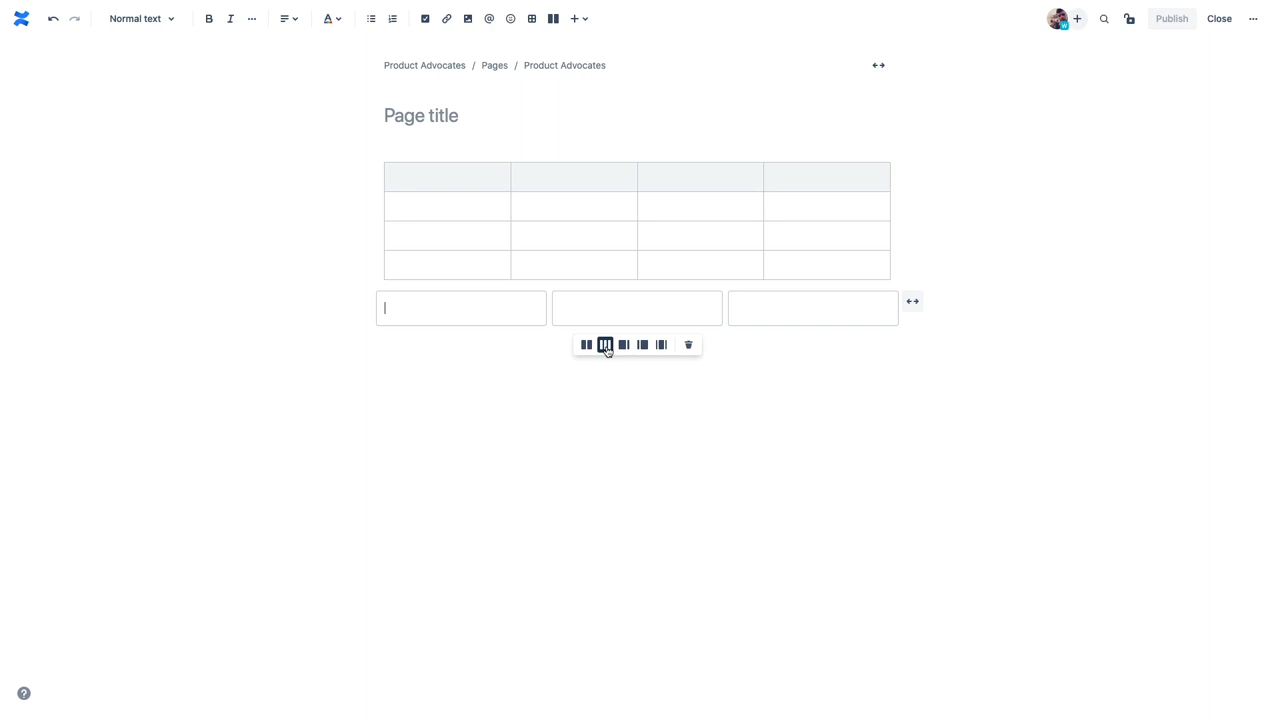 Normal text B I A @ Publish Close
Product Advocates / Pages / Product Advocates
Page title
?